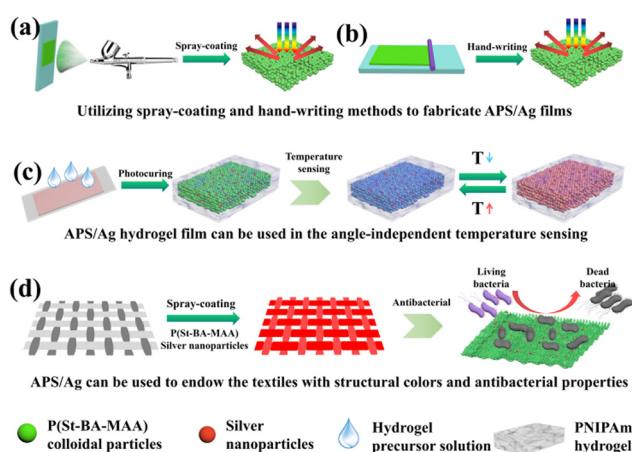 (a)
Spray-coating
(b)
Hand-writing
Utilizing spray-coating and hand-writing methods to fabricate APS/Ag films
(c)
Photocuring
Temperature
sensing
T↓
T↑
APS/Ag hydrogel film can be used in the angle-independent temperature sensing
(d)
Spray-coating
P(St-BA-MAA)
Silver nanoparticles
Antibacterial
Living
bacteria
Dead
bacteria
APS/Ag can be used to endow the textiles with structural colors and antibacterial properties
P(St-BA-MAA)
colloidal particles
Silver
nanoparticles
Hydrogel
precursor solution
PNIPAm
hydrogel